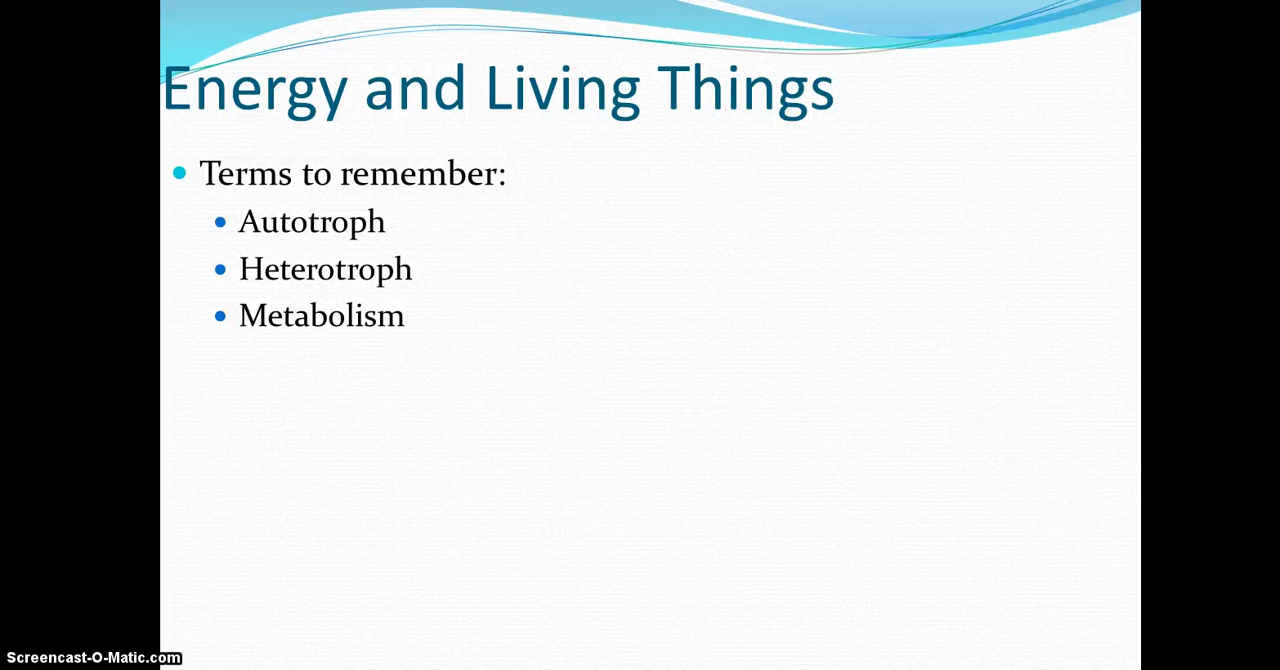 Energy and Living Things
Terms to remember:
Autotroph
Heterotroph
Metabolism
Screencast-O-Matic.com